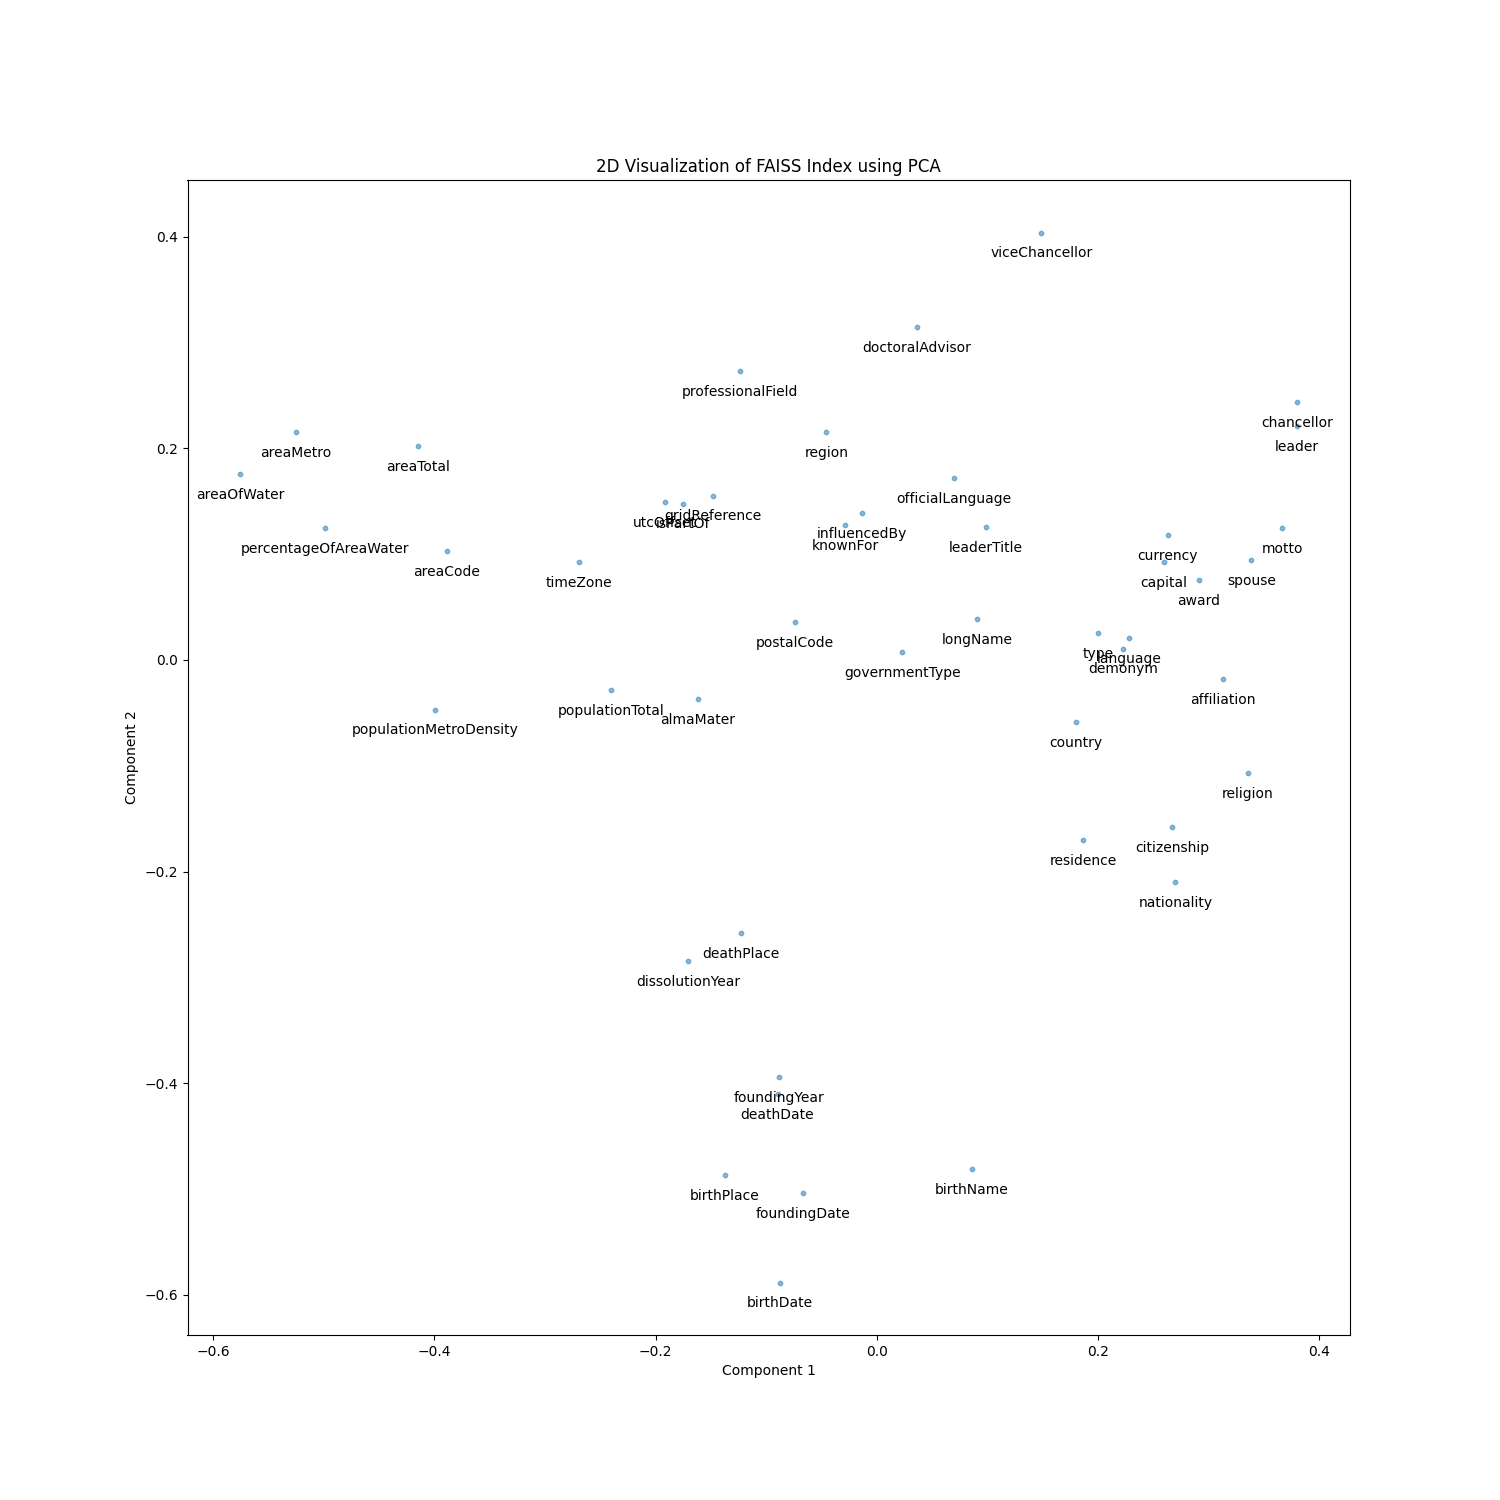 2D Visualization of FAISS Index using PCA
viceChancellor
doctoralAdvisor
professionalField
chancellor
leader
areaMetro
region
areaTotal
areaOfWater
officialLanguage
gridReference
utcOffset
isPartOf
influencedBy
knownFor
leaderTitle
percentageOfAreaWater
motto
currency
areaCode
timeZone
capital
spouse
award
postalCode
longName
type
language
demonym
governmentType
affiliation
populationTotal
almaMater
populationMetroDensity
country
religion
citizenship
residence
nationality
deathPlace
dissolutionYear
foundingYear
deathDate
birthPlace
birthName
foundingDate
birthDate
0.4
0.2
0.0
−0.2
−0.4
−0.6
Component 2
−0.6 −0.4 −0.2 0.0 0.2 0.4
Component 1